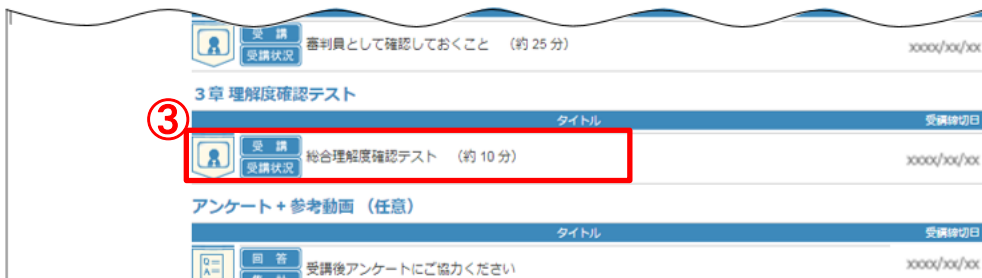 受 講
受講状況
審判員として確認しておくこと (約 25 分)
xxxx/xx/xx
3章 理解度確認テスト
③
タイトル
受講締切日
受 講
受講状況
総合理解度確認テスト (約 10 分)
xxxx/xx/xx
アンケート + 参考動画 (任意)
タイトル
受講締切日
Q=
A=
回 答
受講後アンケートにご協力ください
xxxx/xx/xx